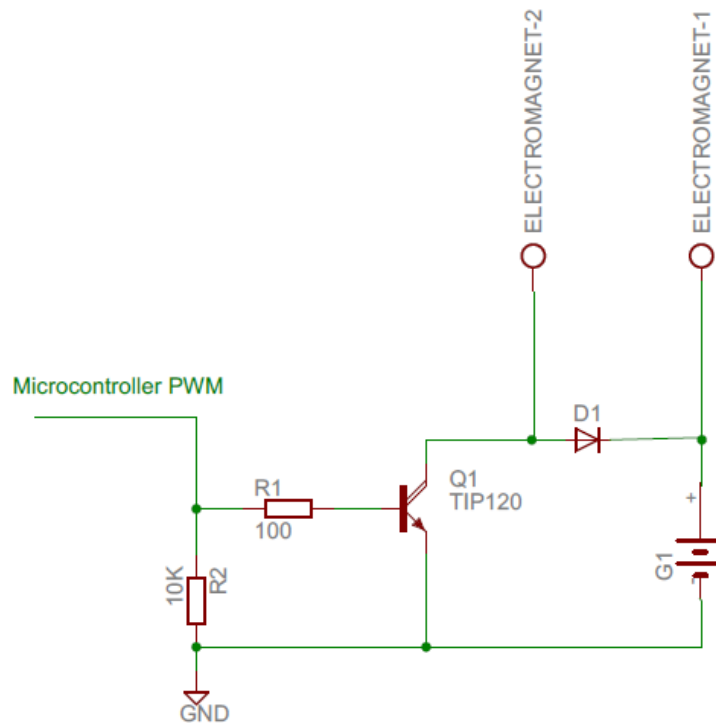 ELECTROMAGNET-2
ELECTROMAGNET-1
Microcontroller PWM
D1
R1
100
Q1
TIP120
+
G1
-
10K
R2
GND